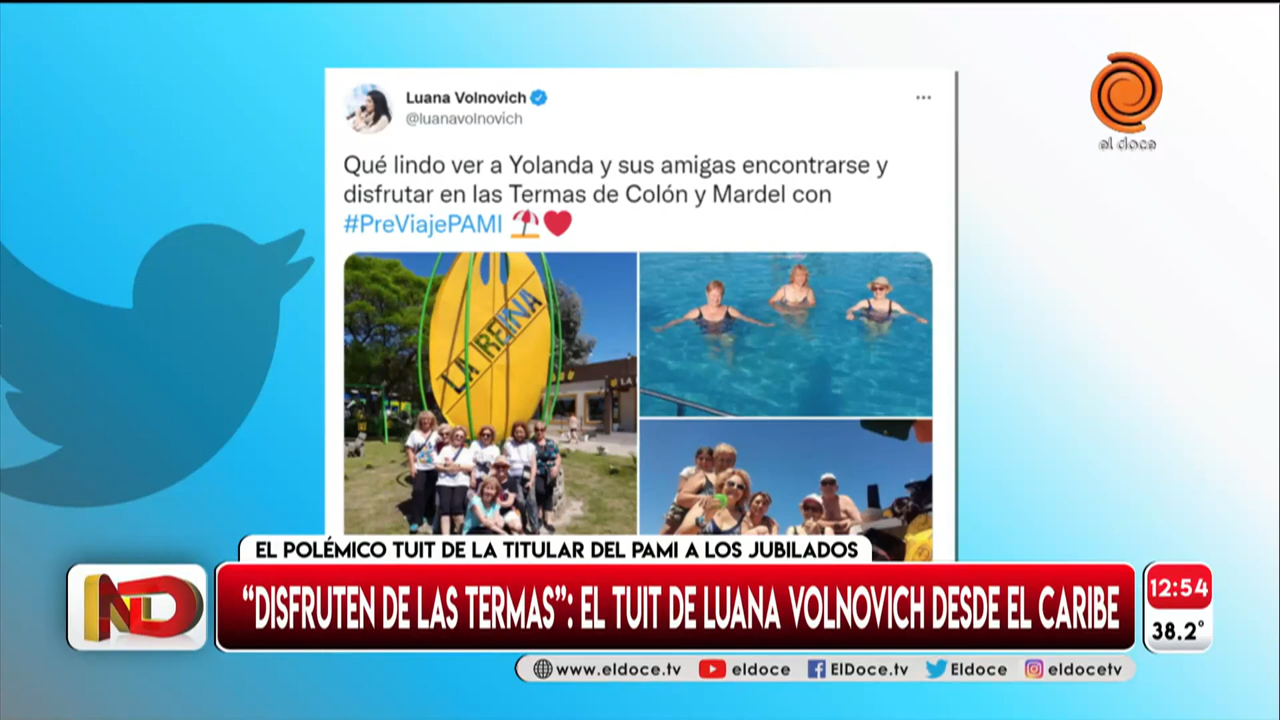 Luana Volnovich
@luanavolnovich
el doce
Qué lindo ver a Yolanda y sus amigas encontrarse y
disfrutar en las Termas de Colón y Mardel con
#PreViajePAMI
LA REINA
LA
EL POLÉMICO TUIT DE LA TITULAR DEL PAMI A LOS JUBILADOS
ND
“DISFRUTEN DE LAS TERMAS”: EL TUIT DE LUANA VOLNOVICH DESDE EL CARIBE
12:54
38.2°
www.eldoce.tv eldoce ElDoce.tv Eldoce eldocetv